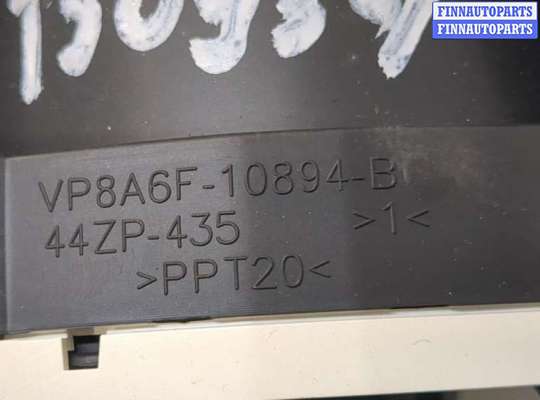 FINNAUTOPARTS
FINNAUTOPARTS
VP8A6F-10894-B
44ZP-435 >1<
>PPT20<